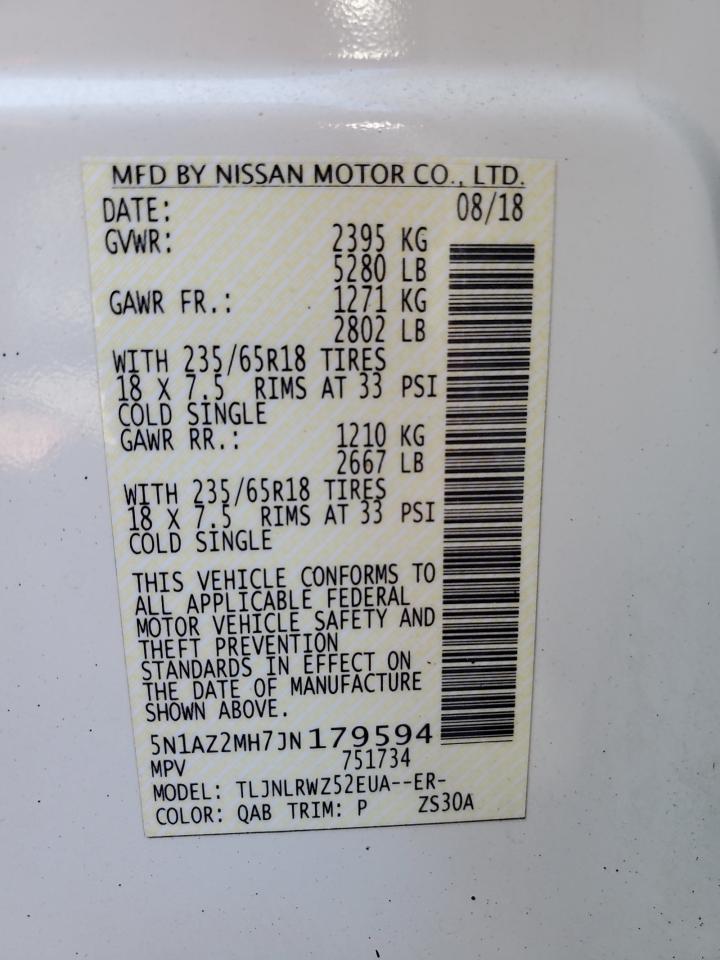 MFD BY NISSAN MOTOR CO., LTD.
DATE: 08/18
GVWR: 2395 KG
5280 LB
GAWR FR.: 1271 KG
2802 LB
WITH 235/65R18 TIRES
18 X 7.5 RIMS AT 33 PSI
COLD SINGLE
GAWR RR.: 1210 KG
2667 LB
WITH 235/65R18 TIRES
18 X 7.5 RIMS AT 33 PSI
COLD SINGLE
THIS VEHICLE CONFORMS TO
ALL APPLICABLE FEDERAL
MOTOR VEHICLE SAFETY AND
THEFT PREVENTION
STANDARDS IN EFFECT ON
THE DATE OF MANUFACTURE
SHOWN ABOVE.
5N1AZ2MH7JN179594
MPV 751734
MODEL: TLJNLRWZ52EUA--ER-
COLOR: QAB TRIM: P ZS30A